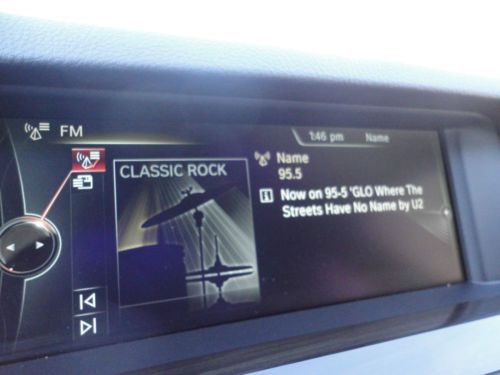 FM
1:46 pm Name
CLASSIC ROCK
Name
95.5
Now on 95-5 'GLO Where The
Streets Have No Name by U2